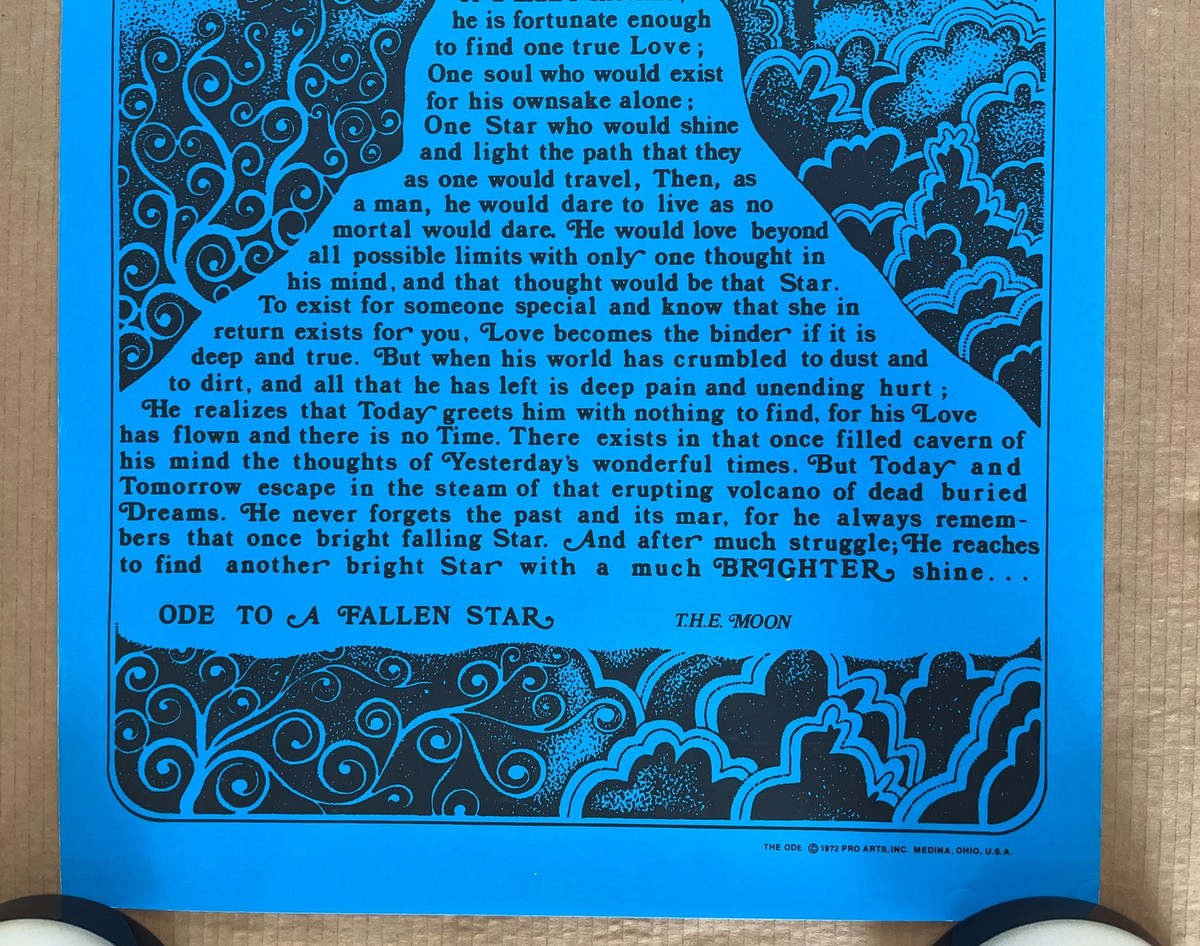 he is fortunate enough
to find one true Love;
One soul who would exist
for his ownsake alone;
One Star who would shine
and light the path that they
as one would travel, Then, as
a man, he would dare to live as no
mortal would dare. He would love beyond
all possible limits with only one thought in
his mind, and that thought would be that Star.
To exist for someone special and know that she in
return exists for you, Love becomes the binder if it is
deep and true. But when his world has crumbled to dust and
to dirt, and all that he has left is deep pain and unending hurt;
He realizes that Today greets him with nothing to find, for his Love
has flown and there is no Time. There exists in that once filled cavern of
his mind the thoughts of Yesterday's wonderful times. But Today and
Tomorrow escape in the steam of that erupting volcano of dead buried
Dreams. He never forgets the past and its mar, for he always remem-
bers that once bright falling Star. And after much struggle; He reaches
to find another bright Star with a much BRIGHTER shine...
ODE TO A FALLEN STAR
T.H.E. MOON
THE ODE © 1972 PRO ARTS, INC. MEDINA, OHIO, U.S.A.